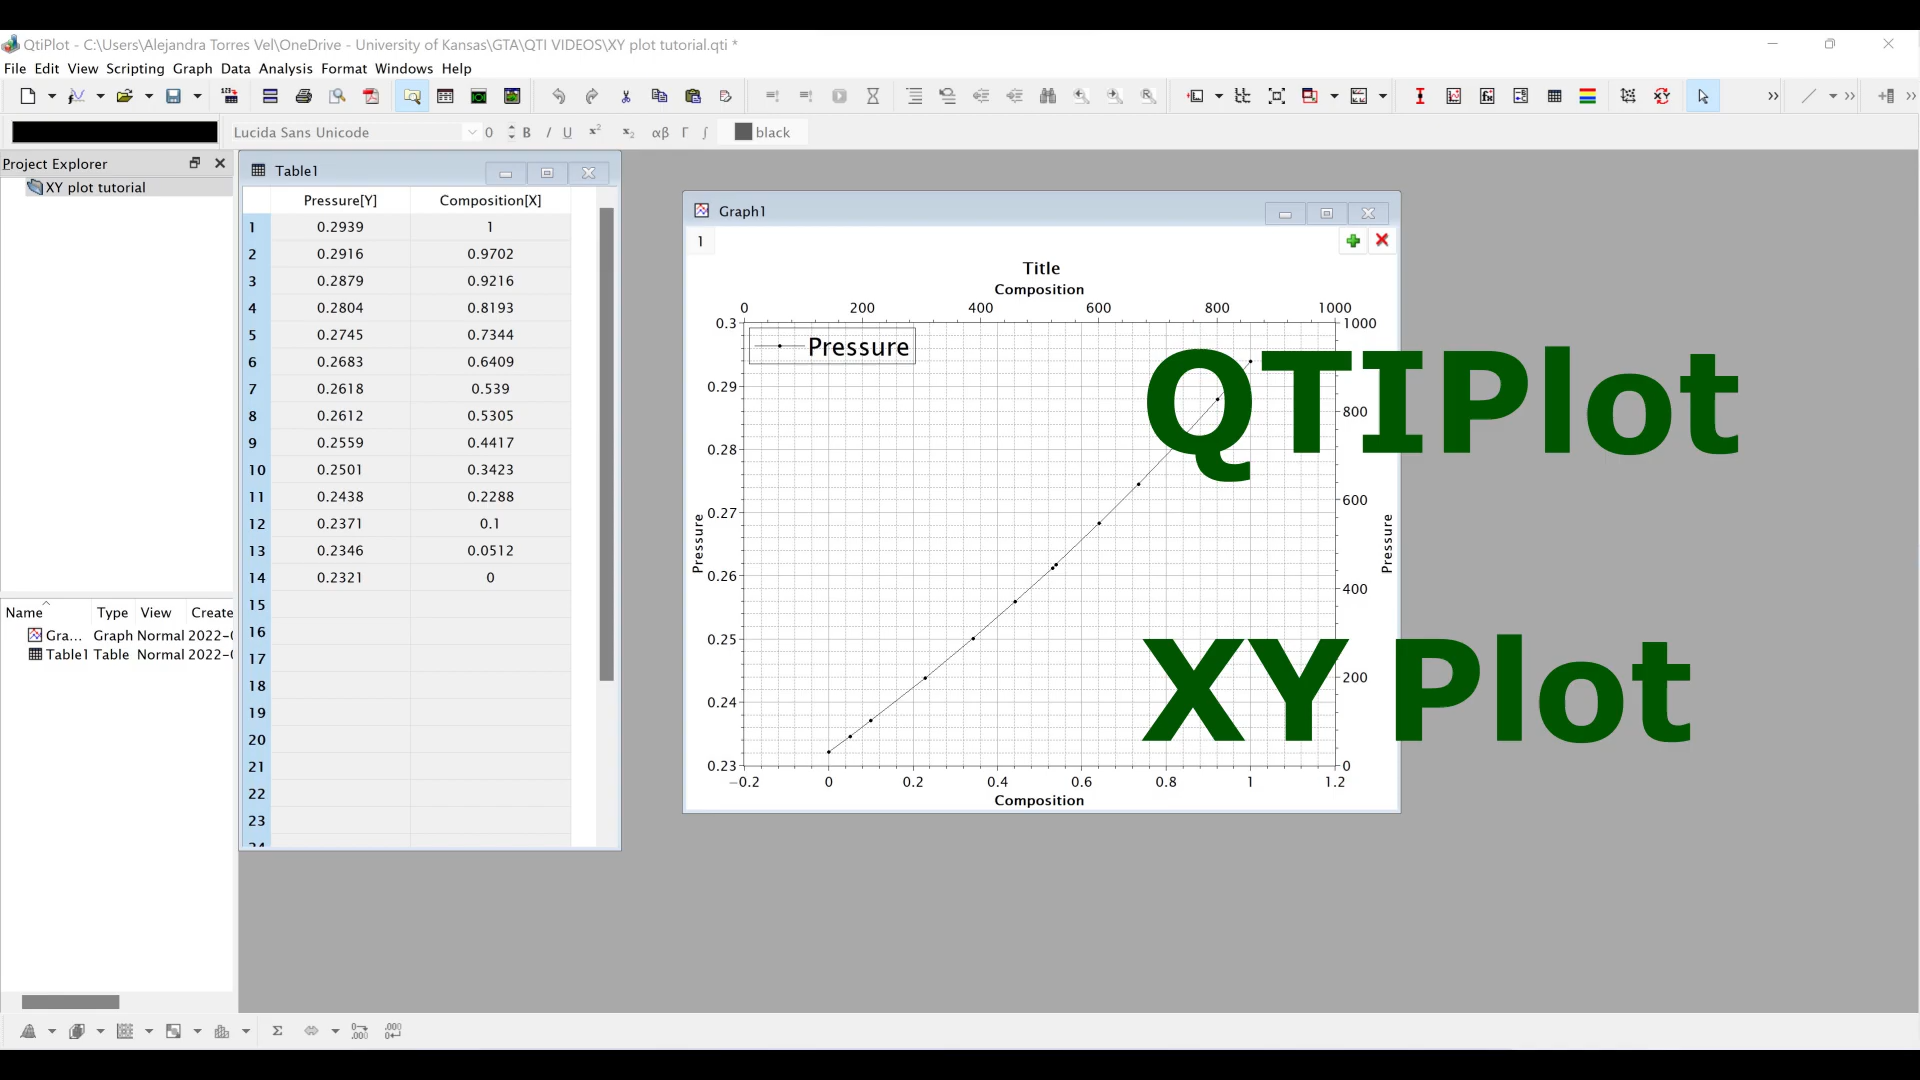 QtiPlot - C:\Users\Alejandra Torres Vel\OneDrive - University of Kansas\GTA\QTI VIDEOS\XY plot tutorial.qti *
File Edit View Scripting Graph Data Analysis Format Windows Help
Lucida Sans Unicode 0 B I U x² x₂ αβ Γ ∫ black
Project Explorer
XY plot tutorial
Name Type View Create
Gra... Graph Normal 2022-0
Table1 Table Normal 2022-0
Table1
Pressure[Y] Composition[X]
1 0.2939 1
2 0.2916 0.9702
3 0.2879 0.9216
4 0.2804 0.8193
5 0.2745 0.7344
6 0.2683 0.6409
7 0.2618 0.539
8 0.2612 0.5305
9 0.2559 0.4417
10 0.2501 0.3423
11 0.2438 0.2288
12 0.2371 0.1
13 0.2346 0.0512
14 0.2321 0
15
16
17
18
19
20
21
22
23
24
Graph1
1
Title
Composition
0 200 400 600 800 1000
Pressure
0.3
0.29
0.28
0.27
0.26
0.25
0.24
0.23
Pressure
1000
800
600
400
200
0
Pressure
−0.2 0 0.2 0.4 0.6 0.8 1 1.2
Composition
QTIPlot
XY Plot